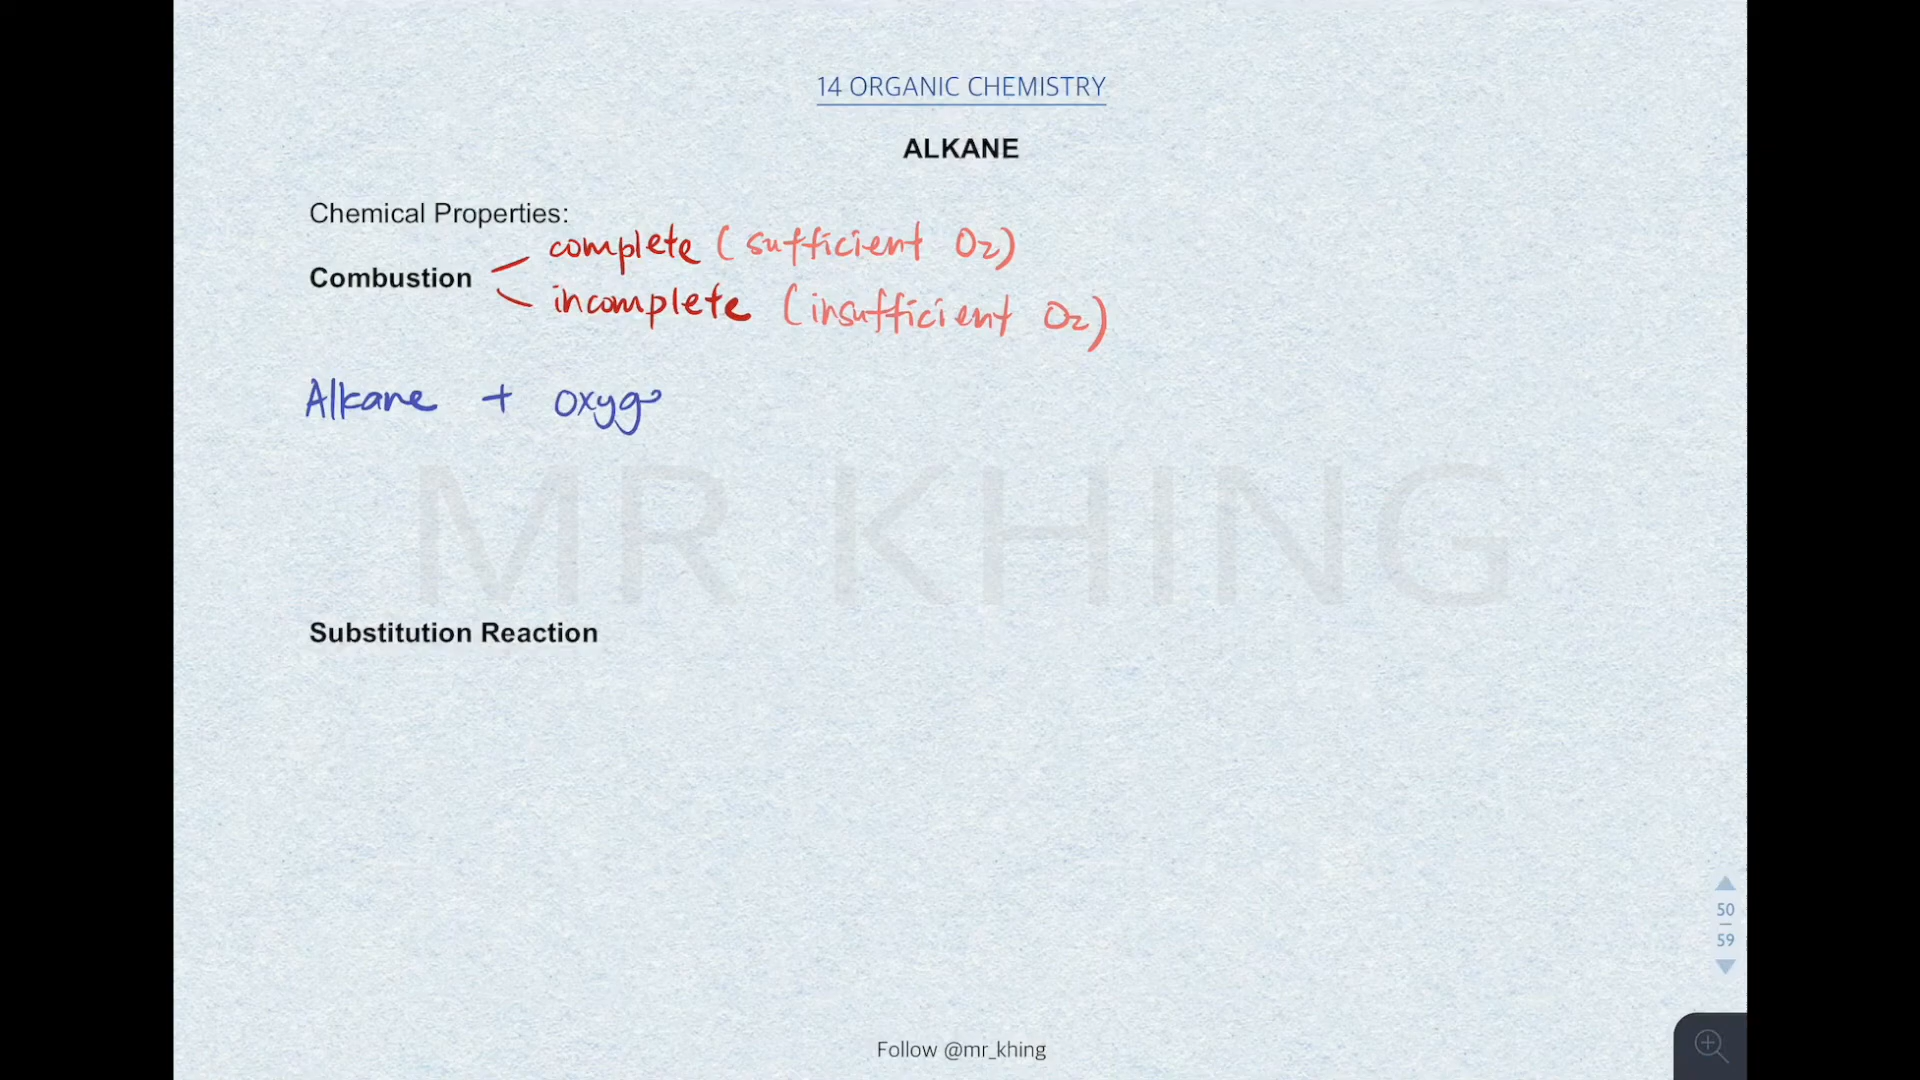 14 ORGANIC CHEMISTRY
ALKANE
Chemical Properties:
complete (sufficient O2)
Combustion
incomplete (insufficient O2)
Alkane + oxyg
MR KHING
Substitution Reaction
50
59
Follow @mr_khing